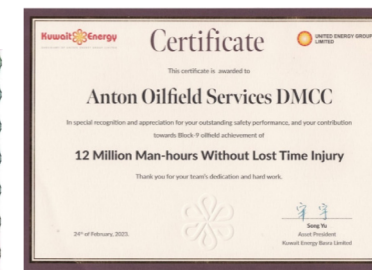 Kuwait Energy
Certificate
UNITED ENERGY GROUP
LIMITED
This certificate is awarded to
Anton Oilfield Services DMCC
In special recognition and appreciation for your outstanding safety performance, and your contribution
towards Block-9 oilfield achievement of
12 Million Man-hours Without Lost Time Injury
Thank you for your team's dedication and hard work.
24th of February, 2023.
Song Yu
Asset President
Kuwait Energy Basra Limited